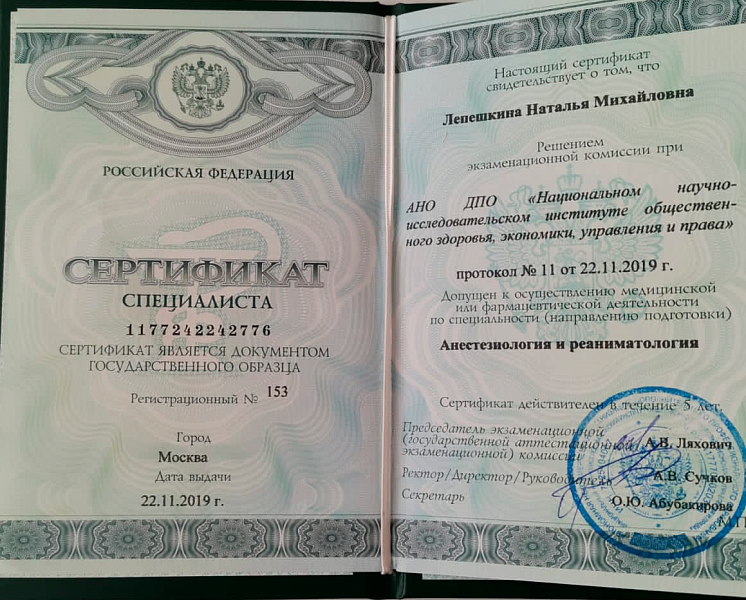 РОССИЙСКАЯ ФЕДЕРАЦИЯ
СЕРТИФИКАТ
СПЕЦИАЛИСТА
1177242242776
СЕРТИФИКАТ ЯВЛЯЕТСЯ ДОКУМЕНТОМ
ГОСУДАРСТВЕННОГО ОБРАЗЦА
Регистрационный № 153
Город
Москва
Дата выдачи
22.11.2019 г.
Настоящий сертификат
свидетельствует о том, что
Лепешкина Наталья Михайловна
Решением
экзаменационной комиссии при
АНО ДПО «Национальном научно-
исследовательском институте обществен-
ного здоровья, экономики, управления и права»
протокол № 11 от 22.11.2019 г.
Допущен к осуществлению медицинской
или фармацевтической деятельности
по специальности (направлению подготовки)
Анестезиология и реаниматология
Сертификат действителен в течение 5 лет
Председатель экзаменационной
(государственной аттестационной А.В. Ляхович
экзаменационной) комиссии
Ректор/Директор/Руководитель А.В. Сучков
Секретарь О.Ю. Абубакирова